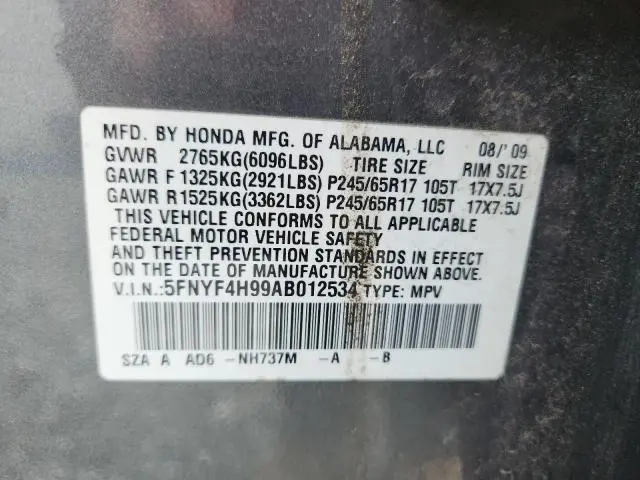 MFD. BY HONDA MFG. OF ALABAMA, LLC 08/'09
GVWR 2765KG(6096LBS) TIRE SIZE RIM SIZE
GAWR F 1325KG(2921LBS) P245/65R17 105T 17X7.5J
GAWR R1525KG(3362LBS) P245/65R17 105T 17X7.5J
THIS VEHICLE CONFORMS TO ALL APPLICABLE
FEDERAL MOTOR VEHICLE SAFETY
AND THEFT PREVENTION STANDARDS IN EFFECT
ON THE DATE OF MANUFACTURE SHOWN ABOVE.
V.I.N.:5FNYF4H99AB012534 TYPE: MPV
SZA A AD6 -NH737M -A -B